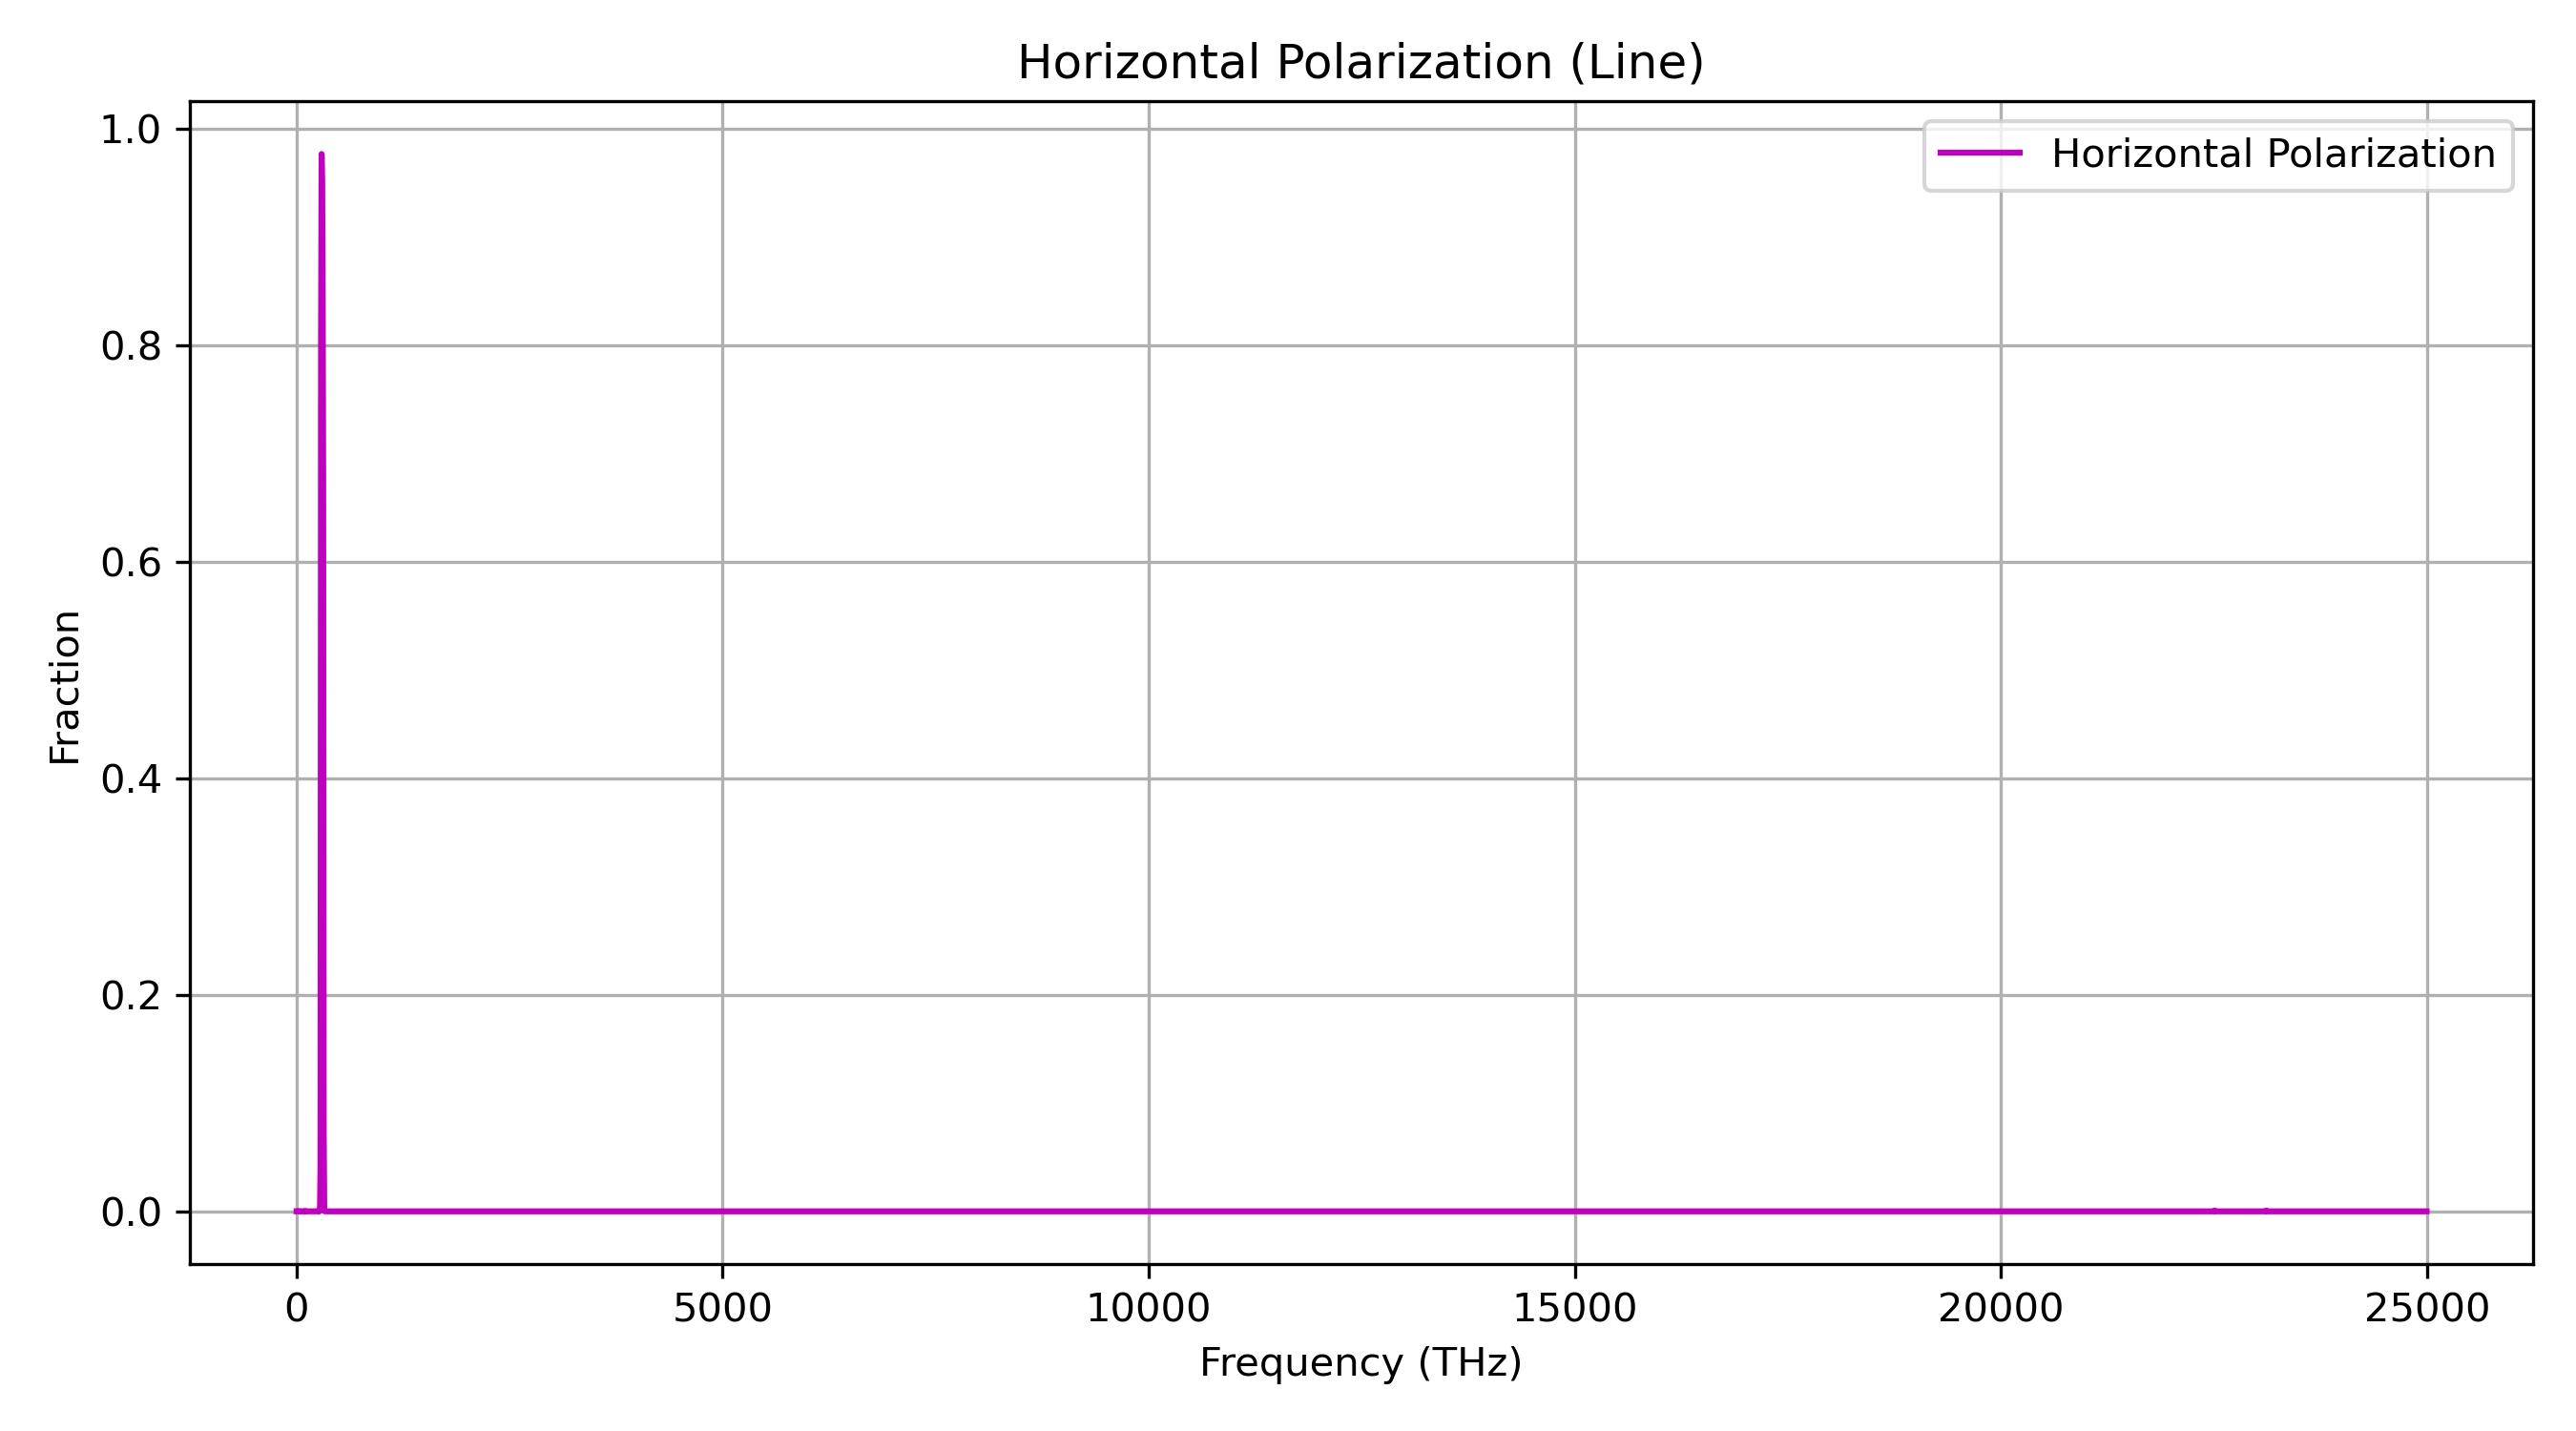 Horizontal Polarization (Line)
Horizontal Polarization
1.0
0.8
0.6
0.4
0.2
0.0
Fraction
0 5000 10000 15000 20000 25000
Frequency (THz)